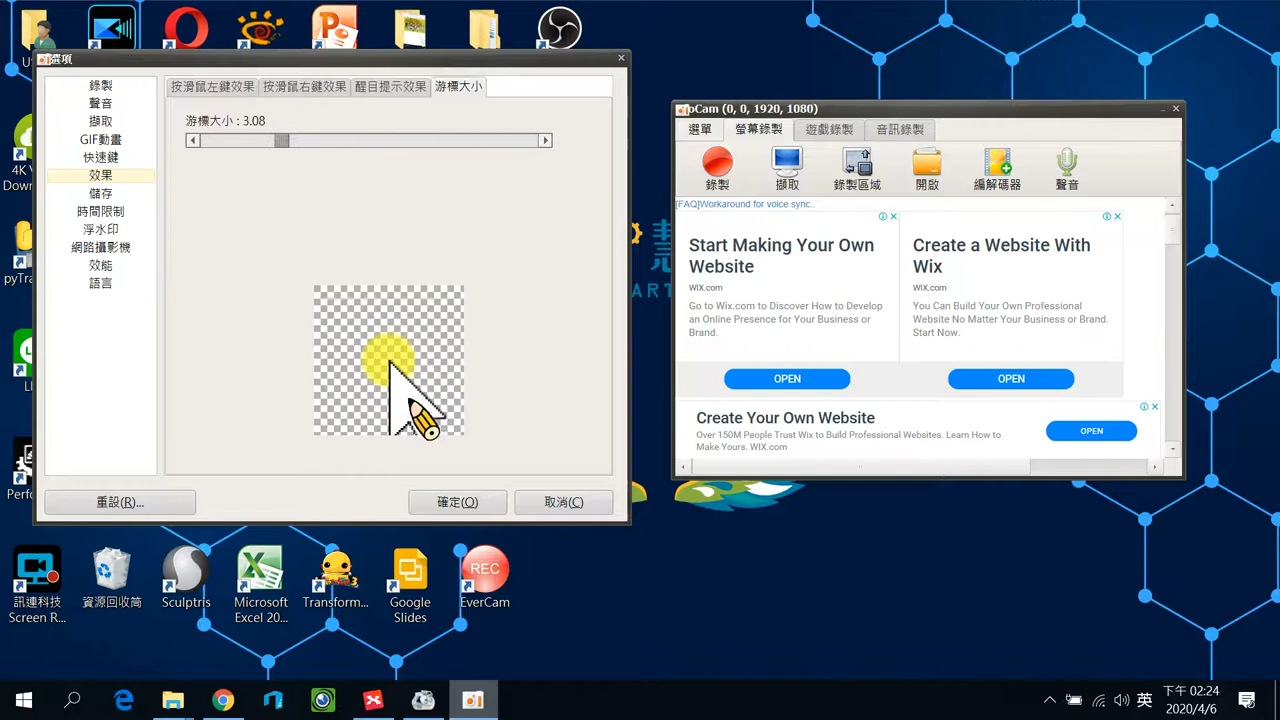 選項
錄製
聲音
擷取
GIF動畫
快速鍵
效果
儲存
時間限制
浮水印
網路攝影機
效能
語言
按滑鼠左鍵效果
按滑鼠右鍵效果
醒目提示效果
游標大小
游標大小 : 3.08
重設(R)...
確定(O)
取消(C)
oCam (0, 0, 1920, 1080)
選單
螢幕錄製
遊戲錄製
音訊錄製
錄製
擷取
錄製區域
開啟
編解碼器
聲音
[FAQ]Workaround for voice sync..
Start Making Your Own
Website
WIX.com
Go to Wix.com to Discover How to Develop
an Online Presence for Your Business or
Brand.
OPEN
Create a Website With
Wix
WIX.com
You Can Build Your Own Professional
Website No Matter Your Business or Brand.
Start Now.
OPEN
Create Your Own Website
Over 150M People Trust Wix to Build Professional Websites. Learn How to
Make Yours. WIX.com
OPEN
4K V
Down...
pyTra
Perfo
慧
ART
訊連科技
Screen R...
資源回收筒
Sculptris
Microsoft
Excel 20...
Transform...
Google
Slides
REC
EverCam
英
下午 02:24
2020/4/6